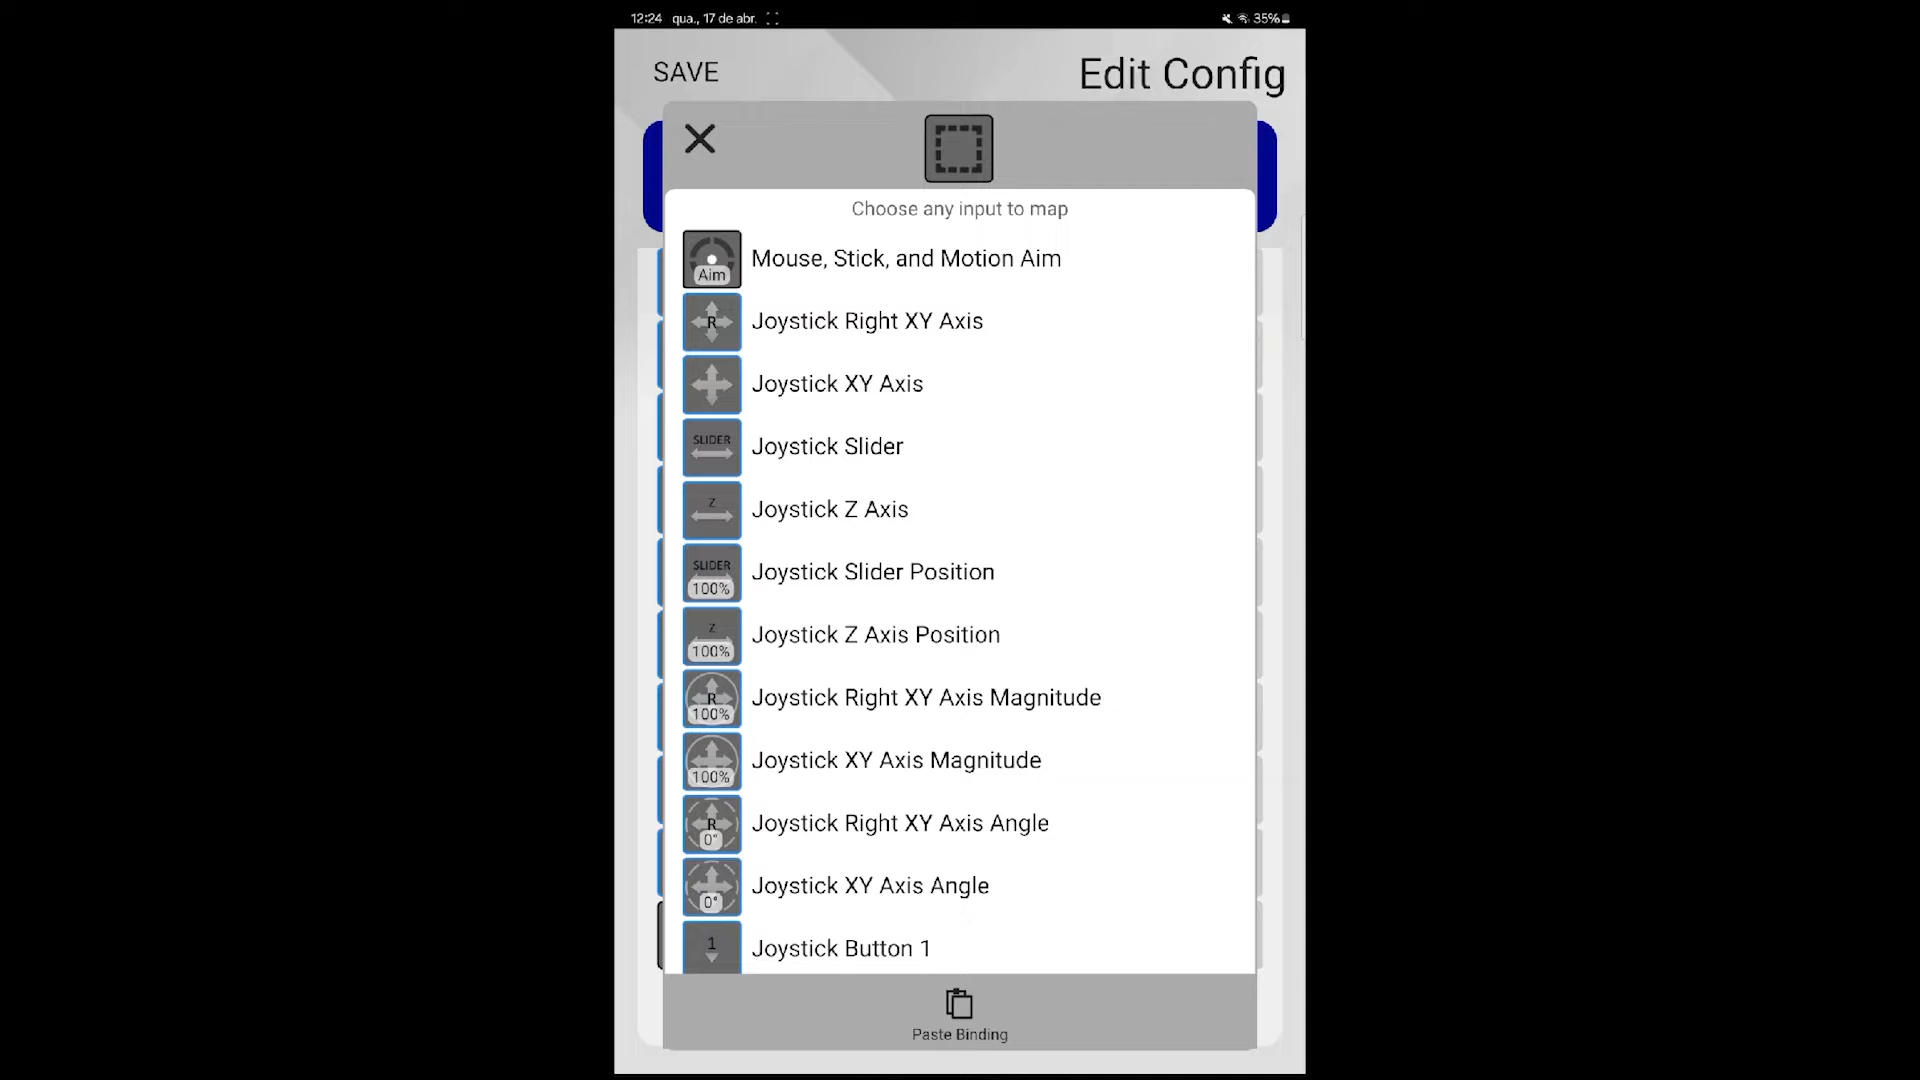 12:24 qua., 17 de abr. 35%
SAVE
Edit Config
Choose any input to map
Aim
Mouse, Stick, and Motion Aim
R
Joystick Right XY Axis
Joystick XY Axis
SLIDER
Joystick Slider
Z
Joystick Z Axis
SLIDER
100%
Joystick Slider Position
Z
100%
Joystick Z Axis Position
R
100%
Joystick Right XY Axis Magnitude
100%
Joystick XY Axis Magnitude
R
0°
Joystick Right XY Axis Angle
0°
Joystick XY Axis Angle
1
Joystick Button 1
Paste Binding